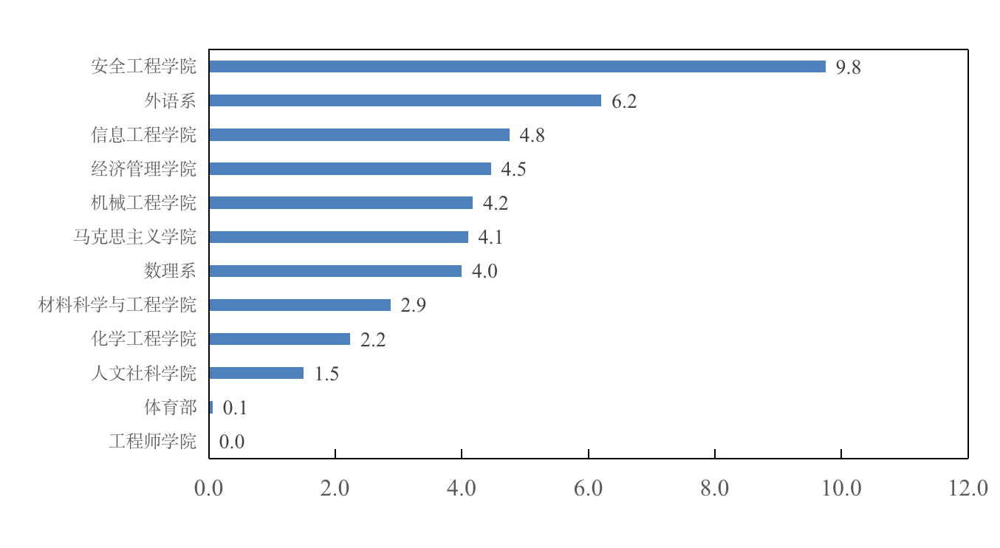 安全工程学院 9.8
外语系 6.2
信息工程学院 4.8
经济管理学院 4.5
机械工程学院 4.2
马克思主义学院 4.1
数理系 4.0
材料科学与工程学院 2.9
化学工程学院 2.2
人文社科学院 1.5
体育部 0.1
工程师学院 0.0
0.0 2.0 4.0 6.0 8.0 10.0 12.0